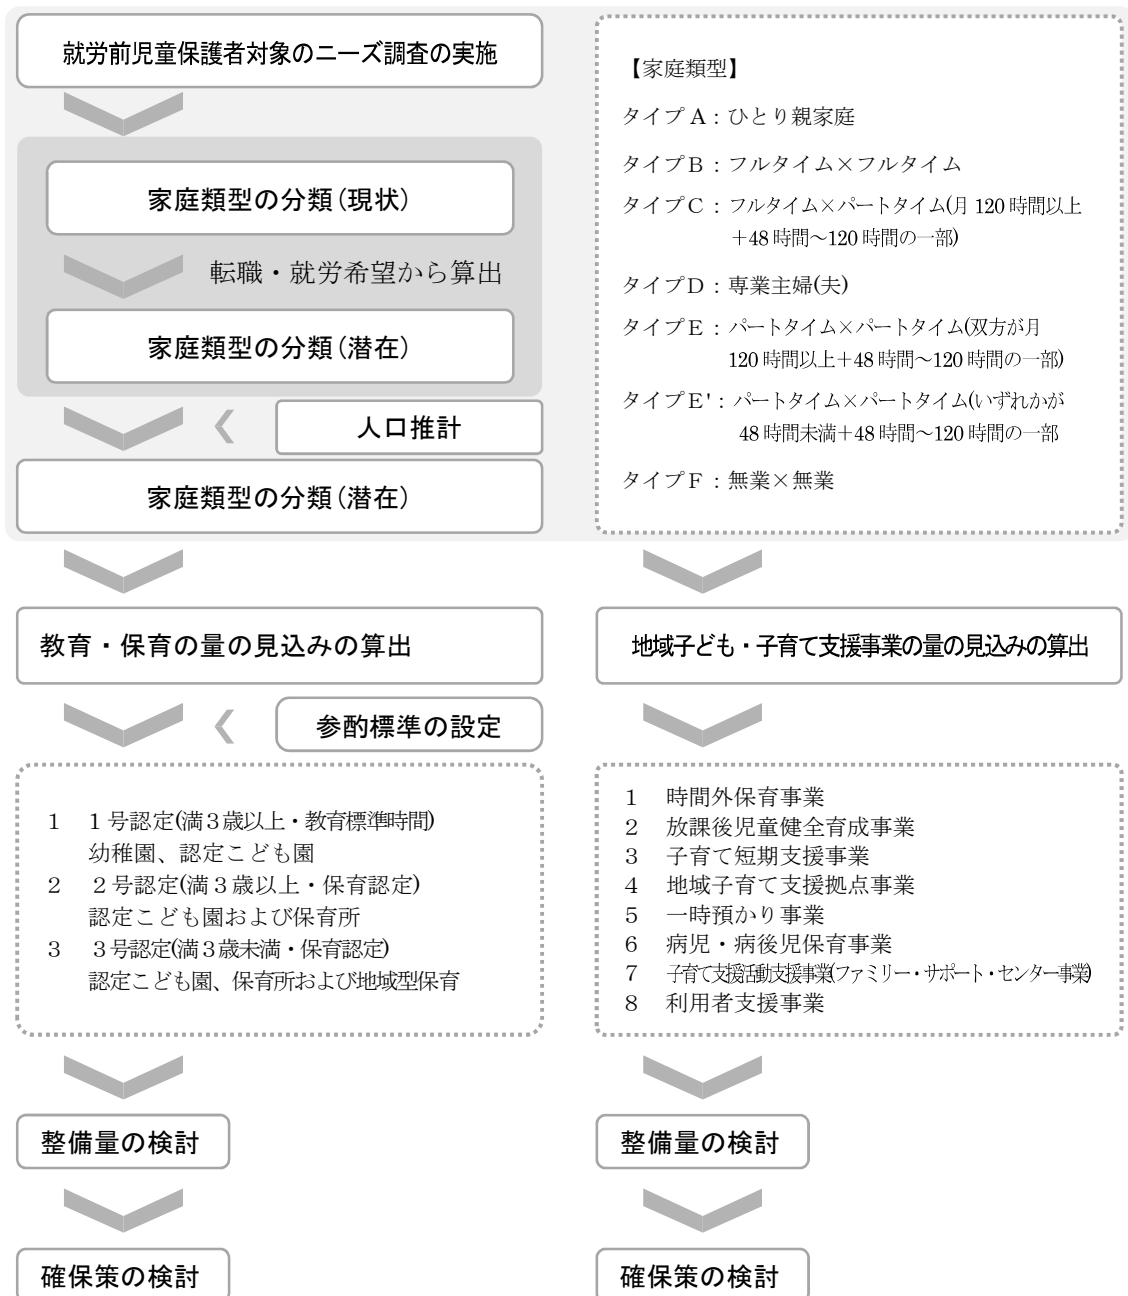 就労前児童保護者対象のニーズ調査の実施
家庭類型の分類(現状)
転職・就労希望から算出
家庭類型の分類(潜在)
人口推計
家庭類型の分類(潜在)
【家庭類型】
タイプA:ひとり親家庭
タイプB:フルタイム×フルタイム
タイプC:フルタイム×パートタイム(月120時間以上
+48時間~120時間の一部)
タイプD:専業主婦(夫)
タイプE:パートタイム×パートタイム(双方が月
120時間以上+48時間~120時間の一部)
タイプE':パートタイム×パートタイム(いずれかが
48時間未満+48時間~120時間の一部
タイプF:無業×無業
教育・保育の量の見込みの算出
参酌標準の設定
1 1号認定(満3歳以上・教育標準時間)
幼稚園、認定こども園
2 2号認定(満3歳以上・保育認定)
認定こども園および保育所
3 3号認定(満3歳未満・保育認定)
認定こども園、保育所および地域型保育
整備量の検討
確保策の検討
地域子ども・子育て支援事業の量の見込みの算出
1 時間外保育事業
2 放課後児童健全育成事業
3 子育て短期支援事業
4 地域子育て支援拠点事業
5 一時預かり事業
6 病児・病後児保育事業
7 子育て支援活動支援事業(ファミリー・サポート・センター事業)
8 利用者支援事業
整備量の検討
確保策の検討